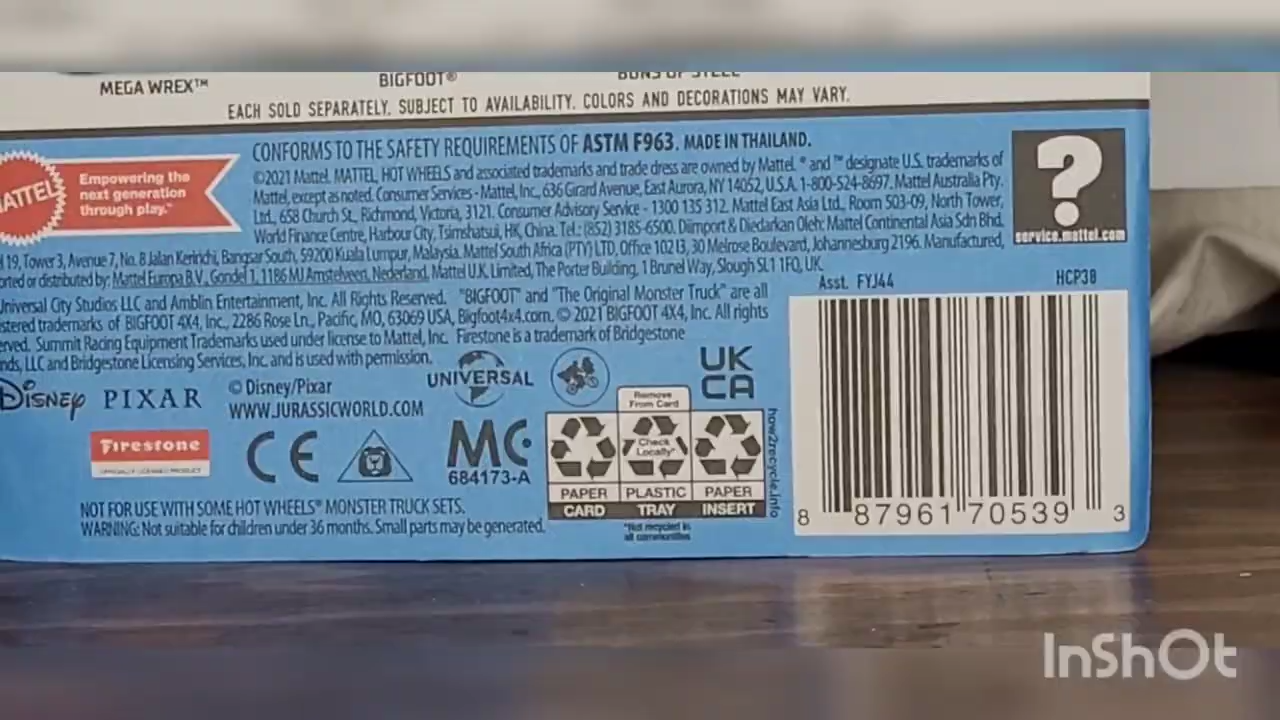 MEGA WREX™
BIGFOOT®
BONS OF STEEL
EACH SOLD SEPARATELY. SUBJECT TO AVAILABILITY. COLORS AND DECORATIONS MAY VARY.
MATTEL
Empowering the
next generation
through play.™
CONFORMS TO THE SAFETY REQUIREMENTS OF ASTM F963. MADE IN THAILAND.
©2021 Mattel. MATTEL, HOT WHEELS and associated trademarks and trade dress are owned by Mattel. ® and ™ designate U.S. trademarks of
Mattel, except as noted. Consumer Services - Mattel, Inc., 636 Girard Avenue, East Aurora, NY 14052, U.S.A. 1-800-524-8697. Mattel Australia Pty.
Ltd., 658 Church St., Richmond, Victoria, 3121. Consumer Advisory Service - 1300 135 312. Mattel East Asia Ltd., Room 503-09, North Tower,
World Finance Centre, Harbour City, Tsimshatsui, HK, China. Tel.: (852) 3185-6500. Diimport & Diedarkan Oleh: Mattel Continental Asia Sdn Bhd.
19, Tower 3, Avenue 7, No. 8 Jalan Kerinchi, Bangsar South, 59200 Kuala Lumpur, Malaysia. Mattel South Africa (PTY) LTD, Office 102I3, 30 Melrose Boulevard, Johannesburg 2196. Manufactured,
orted or distributed by: Mattel Europa B.V., Gondel 1, 1186 MJ Amstelveen, Nederland. Mattel U.K. Limited, The Porter Building, 1 Brunel Way, Slough SL1 1FQ, UK.
Universal City Studios LLC and Amblin Entertainment, Inc. All Rights Reserved. "BIGFOOT" and "The Original Monster Truck" are all
stered trademarks of BIGFOOT 4X4, Inc., 2286 Rose Ln., Pacific, MO, 63069 USA, Bigfoot4x4.com. © 2021 BIGFOOT 4X4, Inc. All rights
erved. Summit Racing Equipment Trademarks used under license to Mattel, Inc. Firestone is a trademark of Bridgestone
nds, LLC and Bridgestone Licensing Services, Inc. and is used with permission.
?
service.mattel.com
Asst. FYJ44
HCP38
Disney PIXAR
© Disney/Pixar
WWW.JURASSICWORLD.COM
UNIVERSAL
UK
CA
Firestone
OFFICIALLY LICENSED PRODUCT
CE
MC
684173-A
Remove
From Card
Check
Locally*
PAPER
CARD
PLASTIC
TRAY
PAPER
INSERT
*Not recycled in
all communities
how2recycle.info
NOT FOR USE WITH SOME HOT WHEELS® MONSTER TRUCK SETS.
WARNING: Not suitable for children under 36 months. Small parts may be generated.
8 87961 70539 3
InShOt